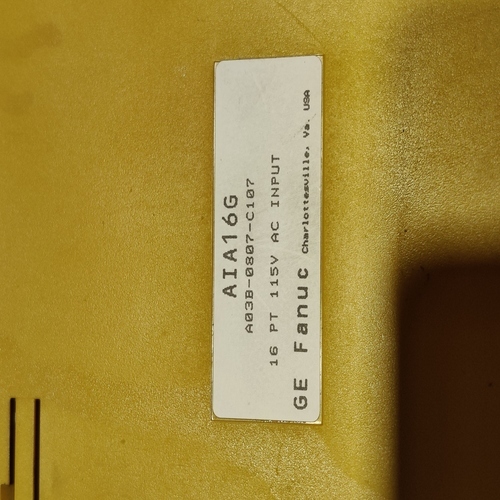 AIA16G
A03B-0807-C107
16 PT 115V AC INPUT
GE Fanuc Charlottesville, Va. USA